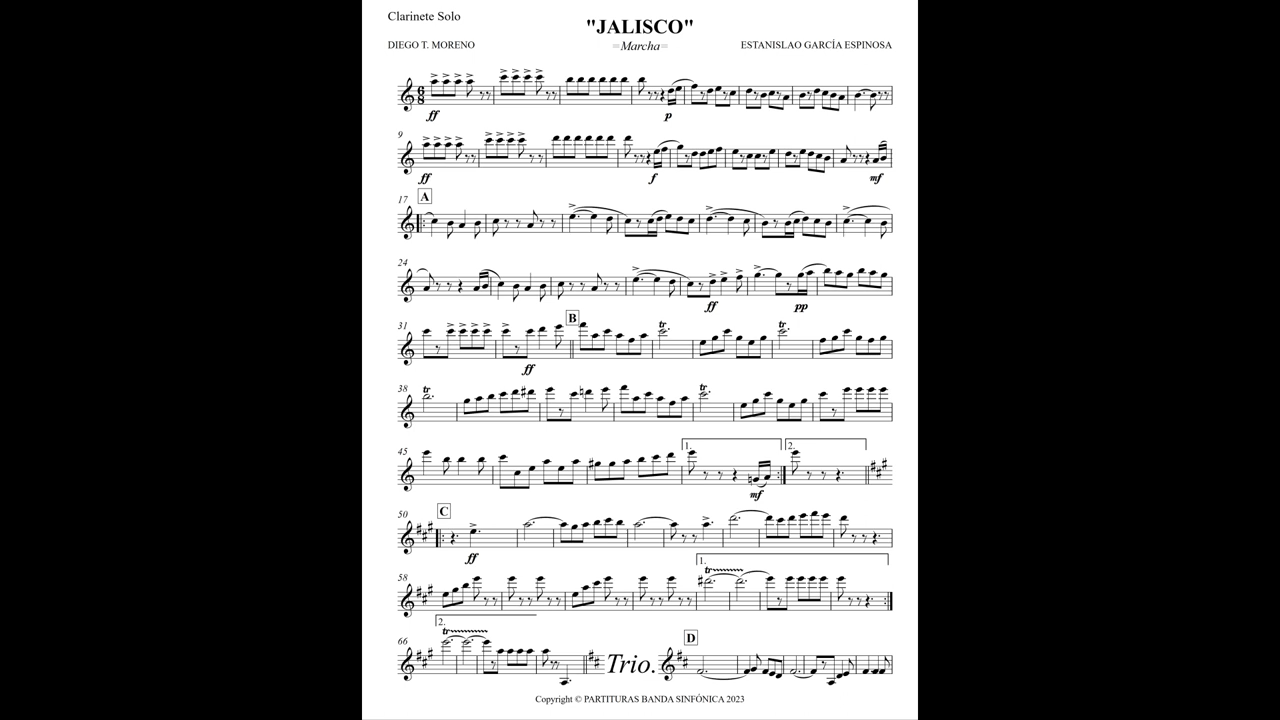 Clarinete Solo
"JALISCO"
DIEGO T. MORENO
=Marcha=
ESTANISLAO GARCÍA ESPINOSA
6
8
ff
p
9
ff
f
mf
17
A
24
ff
pp
31
B
tr
tr
ff
38
tr
tr
45
1.
2.
mf
50
C
ff
58
1.
tr
66
2.
tr
D
Trio.
Copyright © PARTITURAS BANDA SINFÓNICA 2023